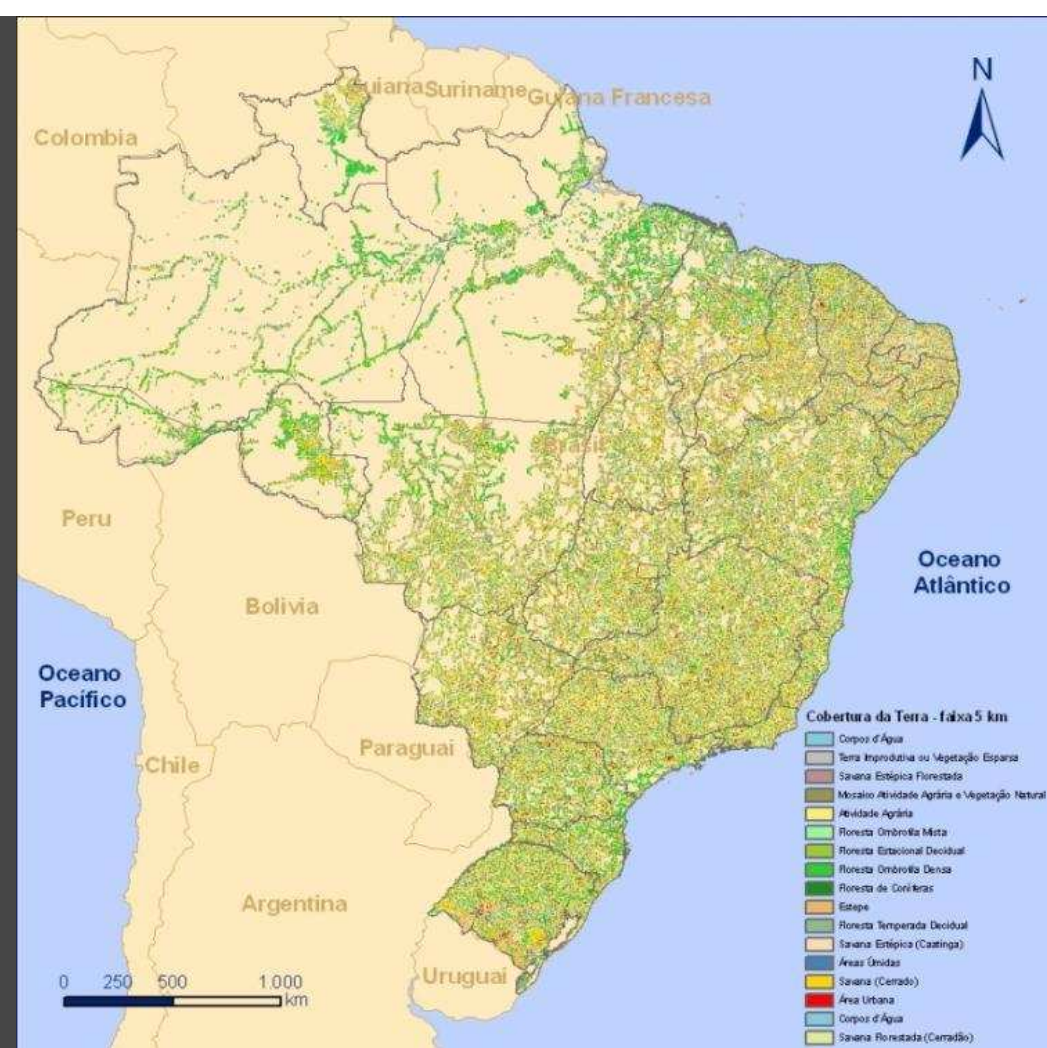 N
Guiana
Suriname
Guiana Francesa
Colombia
Brasil
Peru
Bolivia
Oceano
Atlântico
Oceano
Pacífico
Paraguai
Chile
Argentina
Uruguai
0 250 500 1 000
km
Cobertura da Terra - faixa 5 km
Corpos d'Água
Terra Improdutiva ou Vegetação Esparsa
Savana Estépica Florestada
Mosaico Atividade Agrária e Vegetação Natural
Atividade Agrária
Floresta Ombrofila Mista
Floresta Estacional Decidual
Floresta Ombrofila Densa
Floresta de Coníferas
Estepe
Floresta Temperada Decidual
Savana Estépica (Caatinga)
Áreas Úmidas
Savana (Cerrado)
Área Urbana
Corpos d'Água
Savana Florestada (Cerradão)